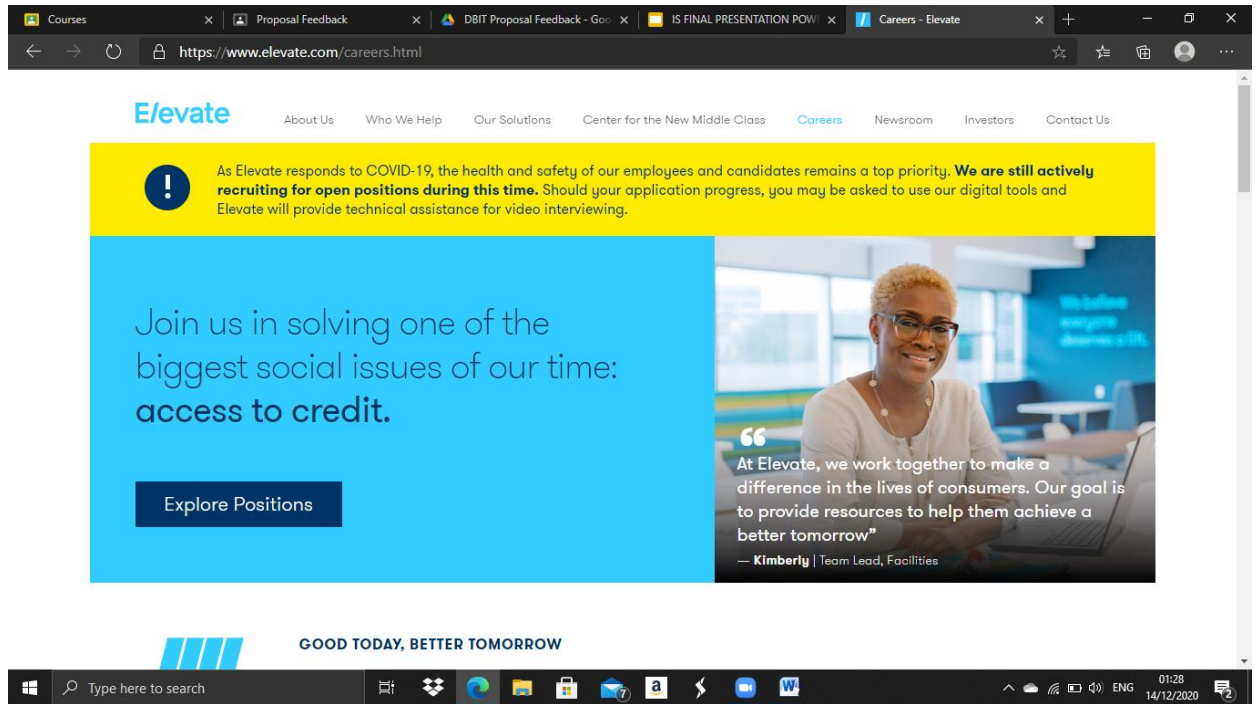 Courses
Proposal Feedback
DBIT Proposal Feedback - Goo
IS FINAL PRESENTATION POW
Careers - Elevate
https://www.elevate.com/careers.html
Elevate
About Us Who We Help Our Solutions Center for the New Middle Class Careers Newsroom Investors Contact Us
As Elevate responds to COVID-19, the health and safety of our employees and candidates remains a top priority. We are still actively
recruiting for open positions during this time. Should your application progress, you may be asked to use our digital tools and
Elevate will provide technical assistance for video interviewing.
Join us in solving one of the
biggest social issues of our time:
access to credit.
Explore Positions
We believe
everyone
deserves a lift.
“
At Elevate, we work together to make a
difference in the lives of consumers. Our goal is
to provide resources to help them achieve a
better tomorrow”
— Kimberly | Team Lead, Facilities
GOOD TODAY, BETTER TOMORROW
Type here to search
7
a
W
ENG
01:28
14/12/2020
2